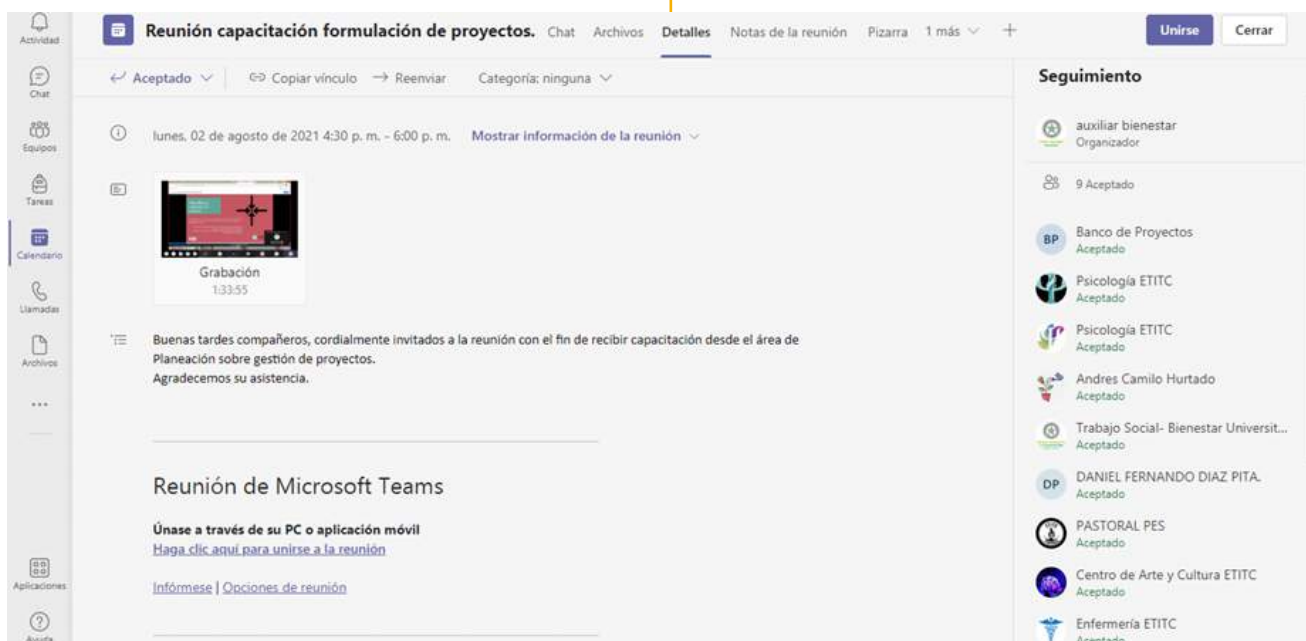 Actividad
Chat
Equipos
Tareas
Calendario
Llamadas
Archivos
Aplicaciones
Ayuda
Reunión capacitación formulación de proyectos. Chat Archivos Detalles Notas de la reunión Pizarra 1 más
Unirse Cerrar
Aceptado Copiar vínculo Reenviar Categoría: ninguna
lunes, 02 de agosto de 2021 4:30 p. m. - 6:00 p. m. Mostrar información de la reunión
Grabación
1:33:55
Buenas tardes compañeros, cordialmente invitados a la reunión con el fin de recibir capacitación desde el área de
Planeación sobre gestión de proyectos.
Agradecemos su asistencia.
Reunión de Microsoft Teams
Únase a través de su PC o aplicación móvil
Haga clic aquí para unirse a la reunión
Infórmese | Opciones de reunión
Seguimiento
auxiliar bienestar
Organizador
9 Aceptado
BP Banco de Proyectos
Aceptado
Psicología ETITC
Aceptado
Psicología ETITC
Aceptado
Andres Camilo Hurtado
Aceptado
Trabajo Social- Bienestar Universit...
Aceptado
DP DANIEL FERNANDO DIAZ PITA.
Aceptado
PASTORAL PES
Aceptado
Centro de Arte y Cultura ETITC
Aceptado
Enfermería ETITC
Aceptado